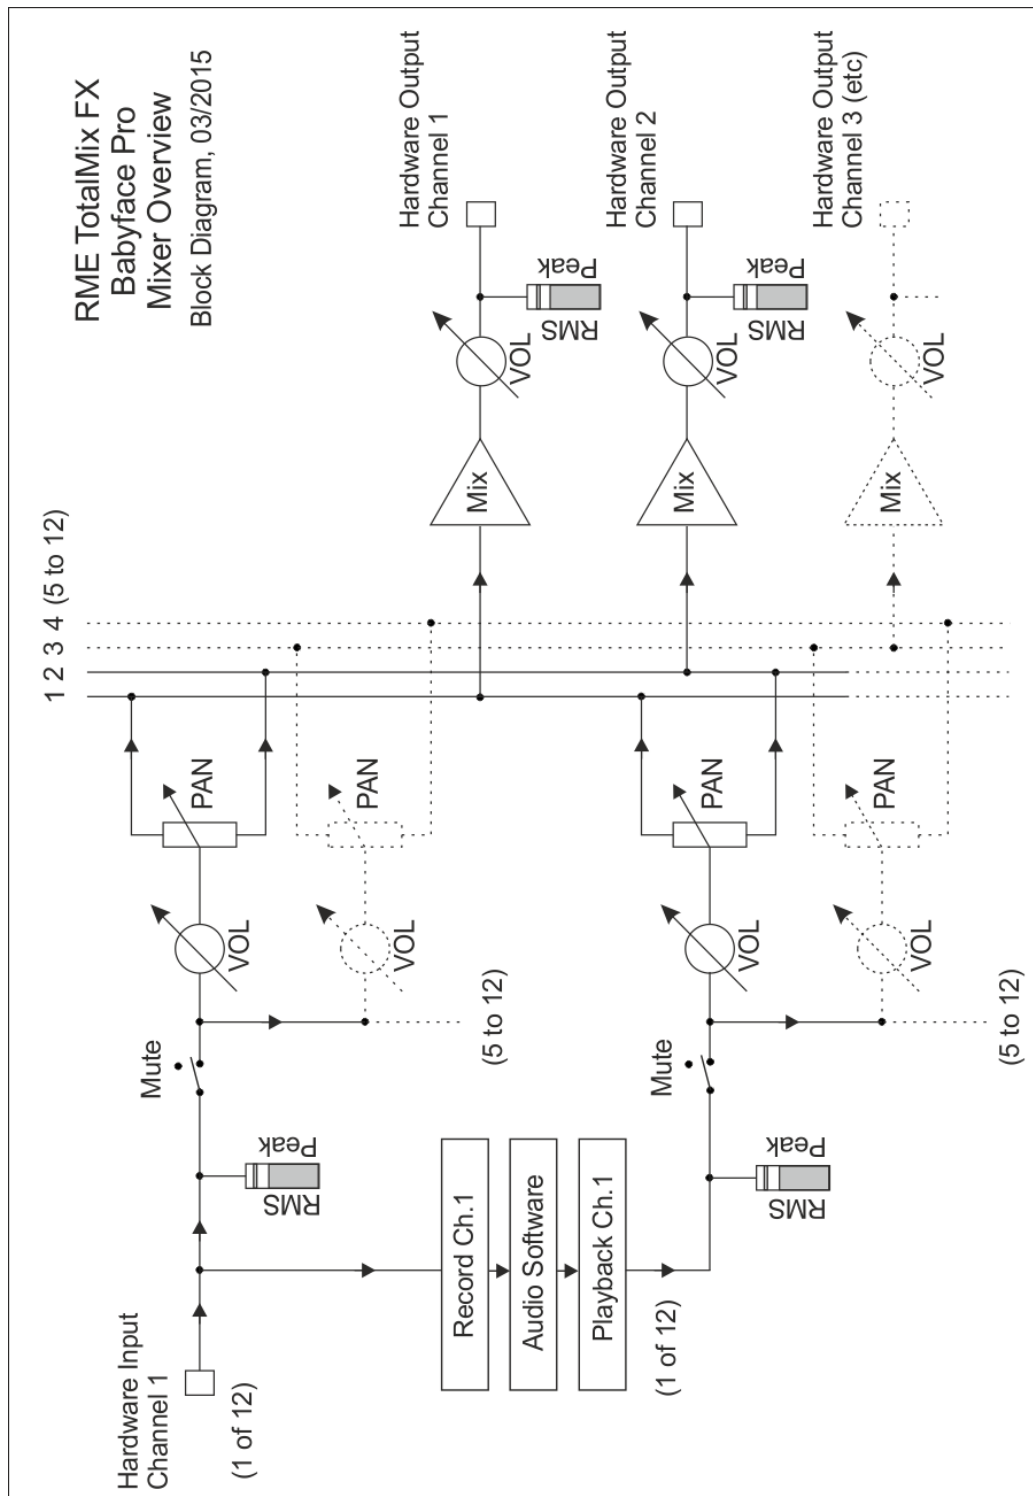 RME TotalMix FX
Babyface Pro
Mixer Overview
Block Diagram, 03/2015
Hardware Input
Channel 1
(1 of 12)
RMS
Peak
Mute
(5 to 12)
VOL
VOL
PAN
PAN
1 2 3 4 (5 to 12)
Record Ch.1
Audio Software
Playback Ch.1
(1 of 12)
RMS
Peak
Mute
(5 to 12)
VOL
VOL
PAN
PAN
Mix
VOL
RMS
Peak
Hardware Output
Channel 1
Mix
VOL
RMS
Peak
Hardware Output
Channel 2
Mix
VOL
Hardware Output
Channel 3 (etc)